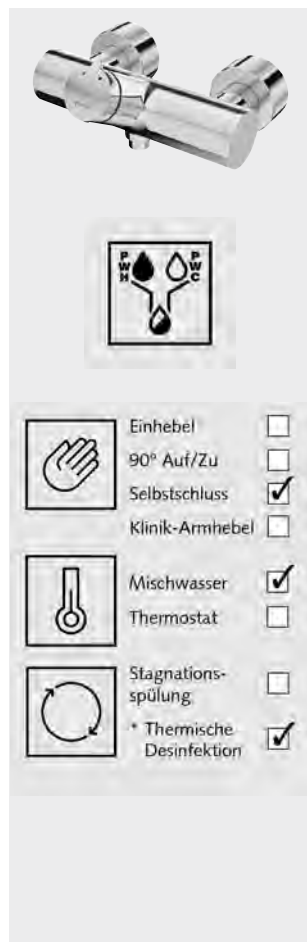 PWH PWC
Einhebel
90° Auf/Zu
Selbstschluss
Klinik-Armhebel
Mischwasser
Thermostat
Stagnations-
spülung
* Thermische
Desinfektion